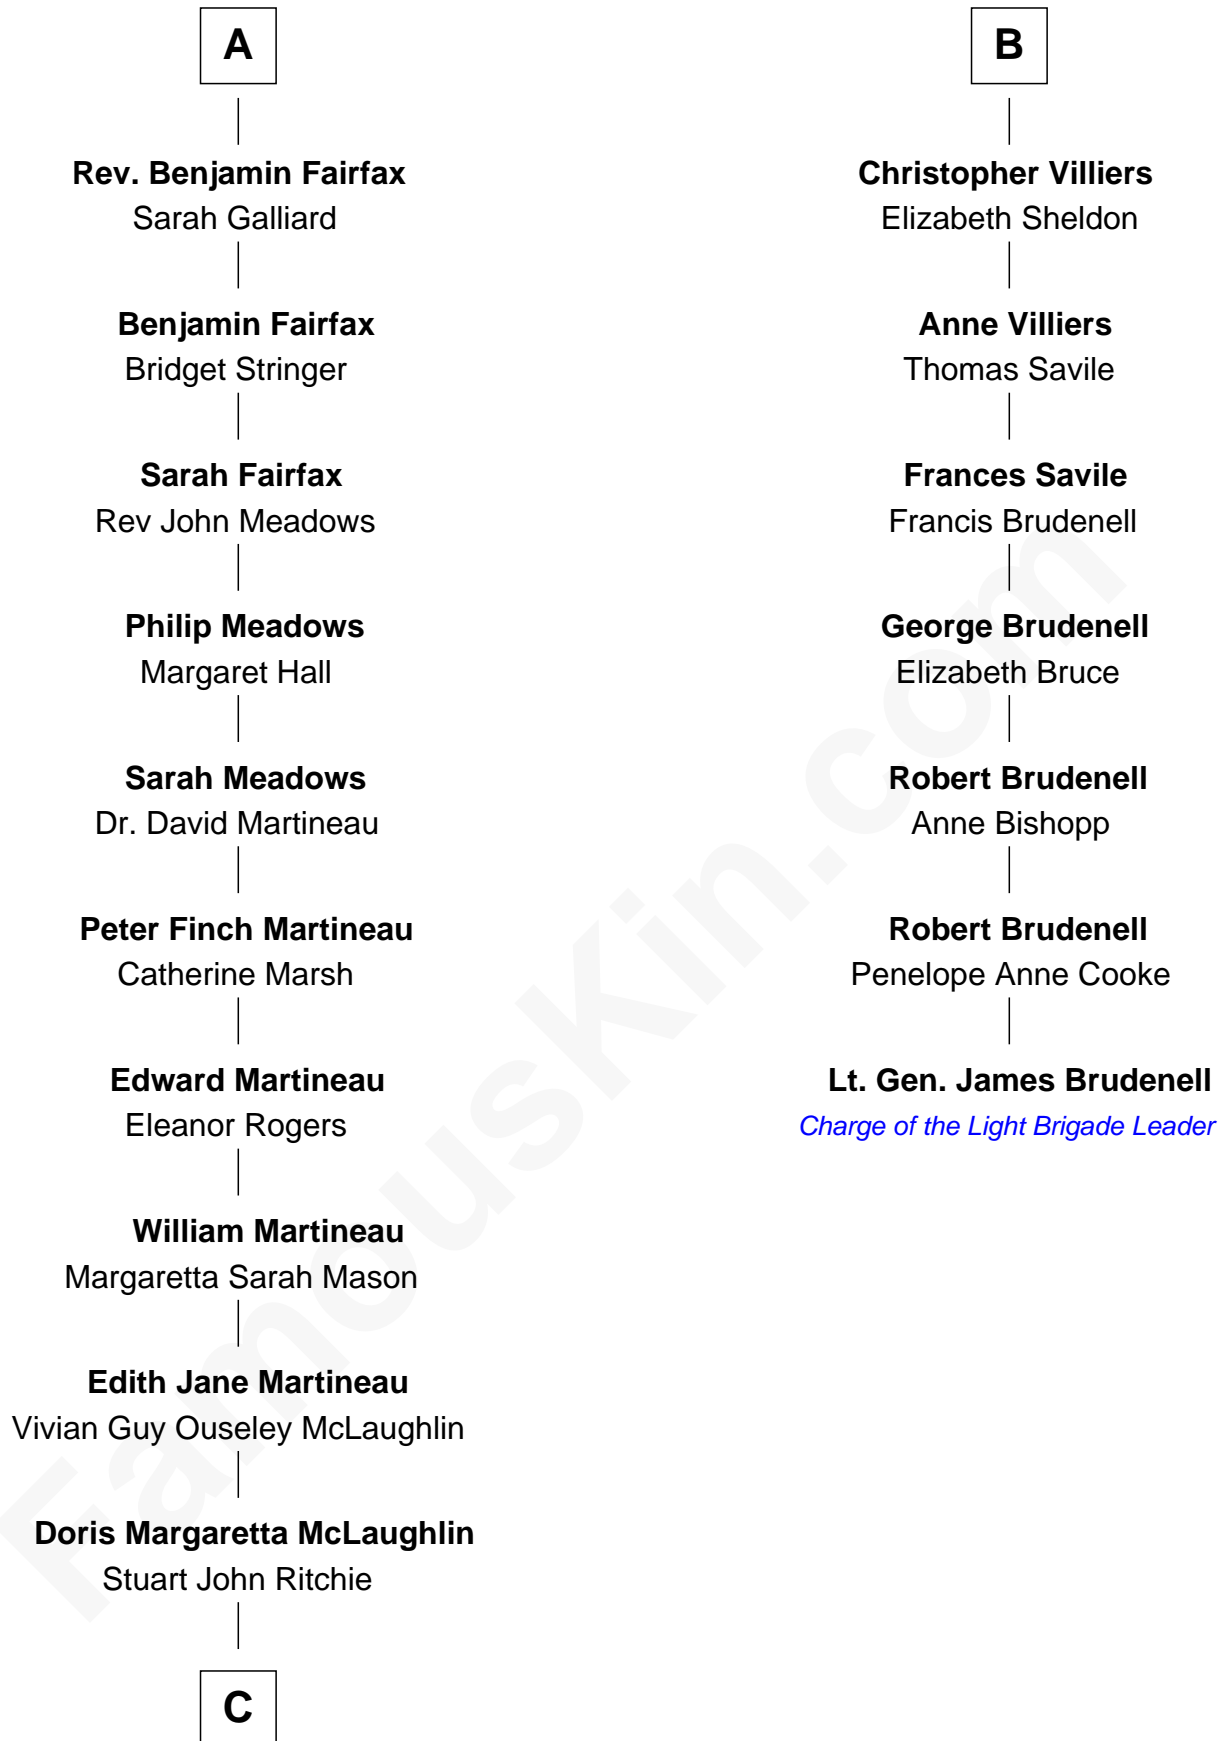 A
Rev. Benjamin Fairfax
Sarah Galliard
Benjamin Fairfax
Bridget Stringer
Sarah Fairfax
Rev John Meadows
Philip Meadows
Margaret Hall
Sarah Meadows
Dr. David Martineau
Peter Finch Martineau
Catherine Marsh
Edward Martineau
Eleanor Rogers
William Martineau
Margaretta Sarah Mason
Edith Jane Martineau
Vivian Guy Ouseley McLaughlin
Doris Margaretta McLaughlin
Stuart John Ritchie
C
B
Christopher Villiers
Elizabeth Sheldon
Anne Villiers
Thomas Savile
Frances Savile
Francis Brudenell
George Brudenell
Elizabeth Bruce
Robert Brudenell
Anne Bishopp
Robert Brudenell
Penelope Anne Cooke
Lt. Gen. James Brudenell
Charge of the Light Brigade Leader
FamousKin.com